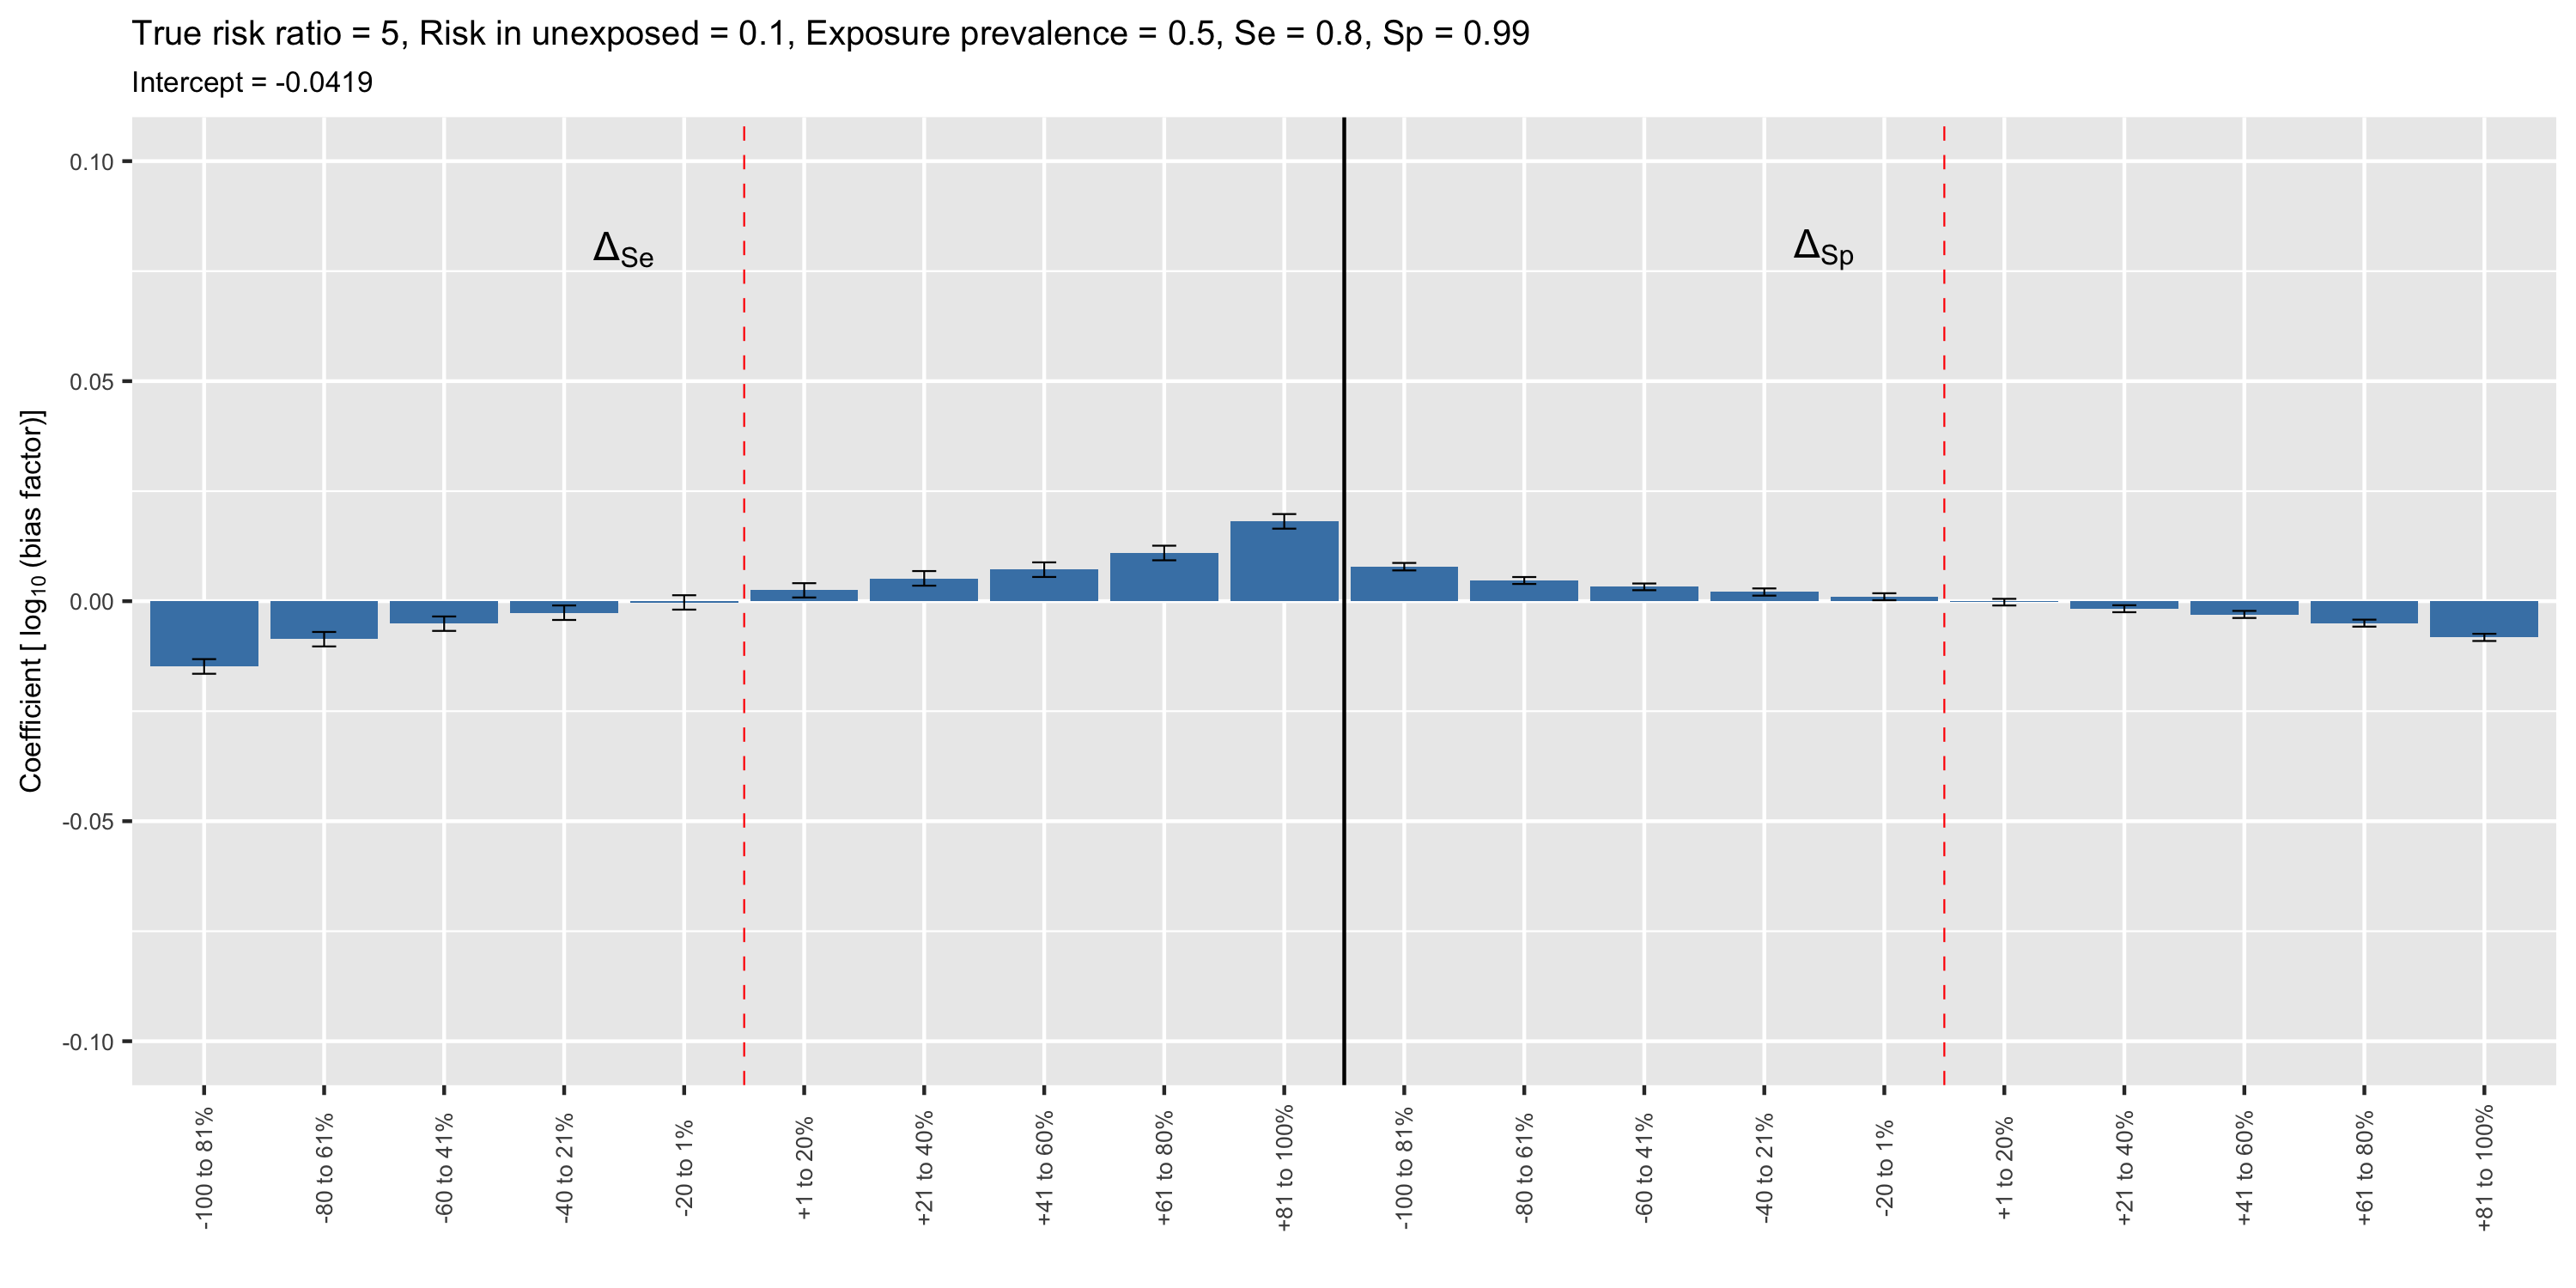 True risk ratio = 5, Risk in unexposed = 0.1, Exposure prevalence = 0.5, Se = 0.8, Sp = 0.99
Intercept = -0.0419
Coefficient [ log₁₀ (bias factor)]
0.10
0.05
0.00
-0.05
-0.10
Δ_Se
Δ_Sp
-100 to 81%
-80 to 61%
-60 to 41%
-40 to 21%
-20 to 1%
+1 to 20%
+21 to 40%
+41 to 60%
+61 to 80%
+81 to 100%
-100 to 81%
-80 to 61%
-60 to 41%
-40 to 21%
-20 to 1%
+1 to 20%
+21 to 40%
+41 to 60%
+61 to 80%
+81 to 100%